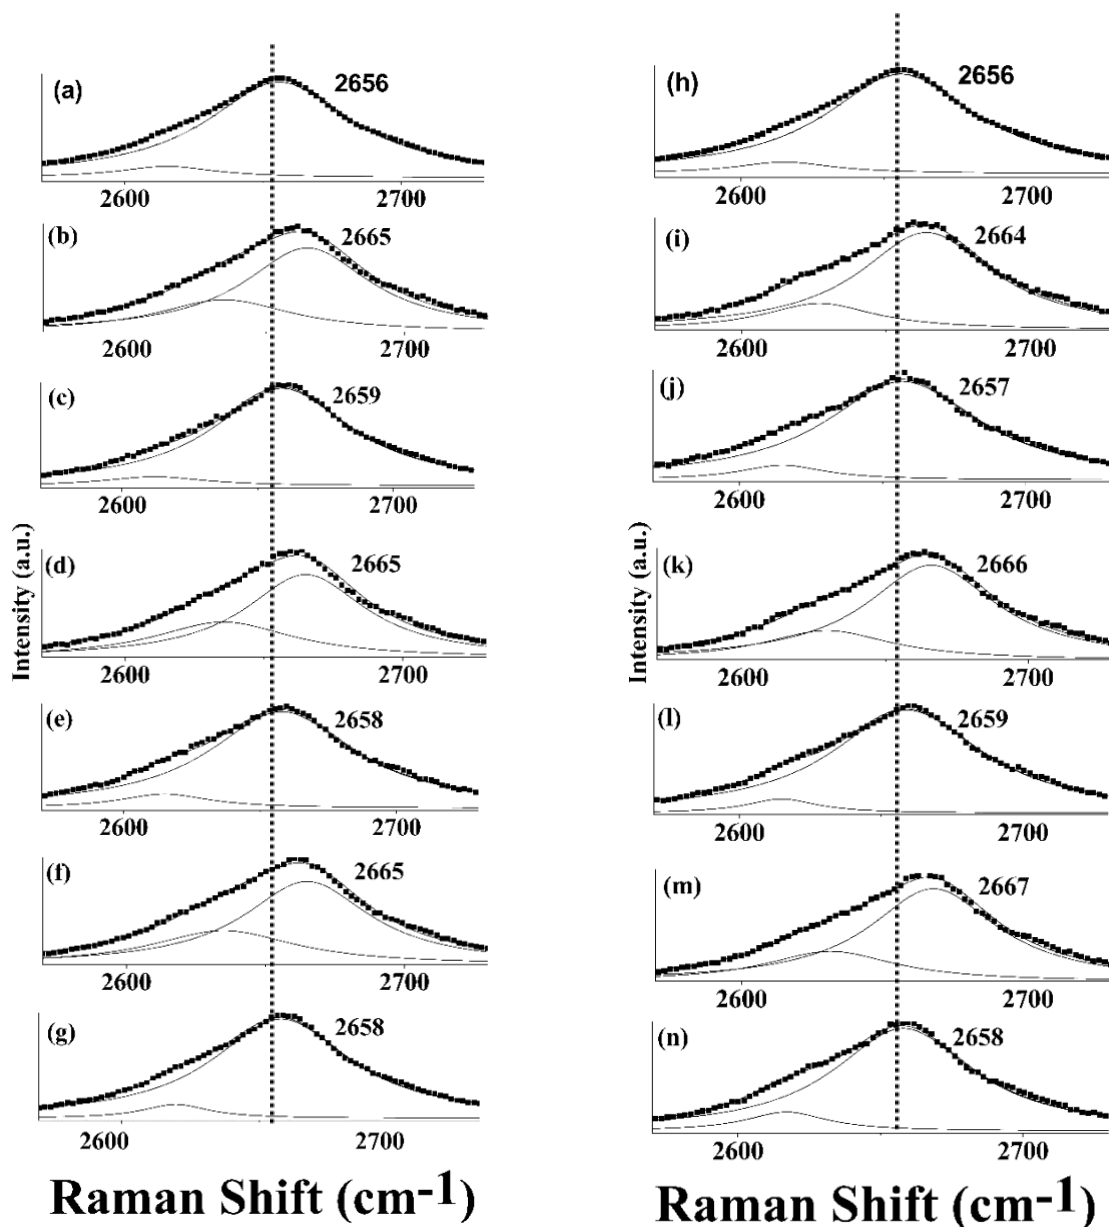 (a) 2656
2600 2700
(b) 2665
2600 2700
(c) 2659
2600 2700
(d) 2665
2600 2700
(e) 2658
2600 2700
(f) 2665
2600 2700
(g) 2658
2600 2700
Intensity (a.u.)
Raman Shift (cm-1)
(h) 2656
2600 2700
(i) 2664
2600 2700
(j) 2657
2600 2700
(k) 2666
2600 2700
(l) 2659
2600 2700
(m) 2667
2600 2700
(n) 2658
2600 2700
Intensity (a.u.)
Raman Shift (cm-1)